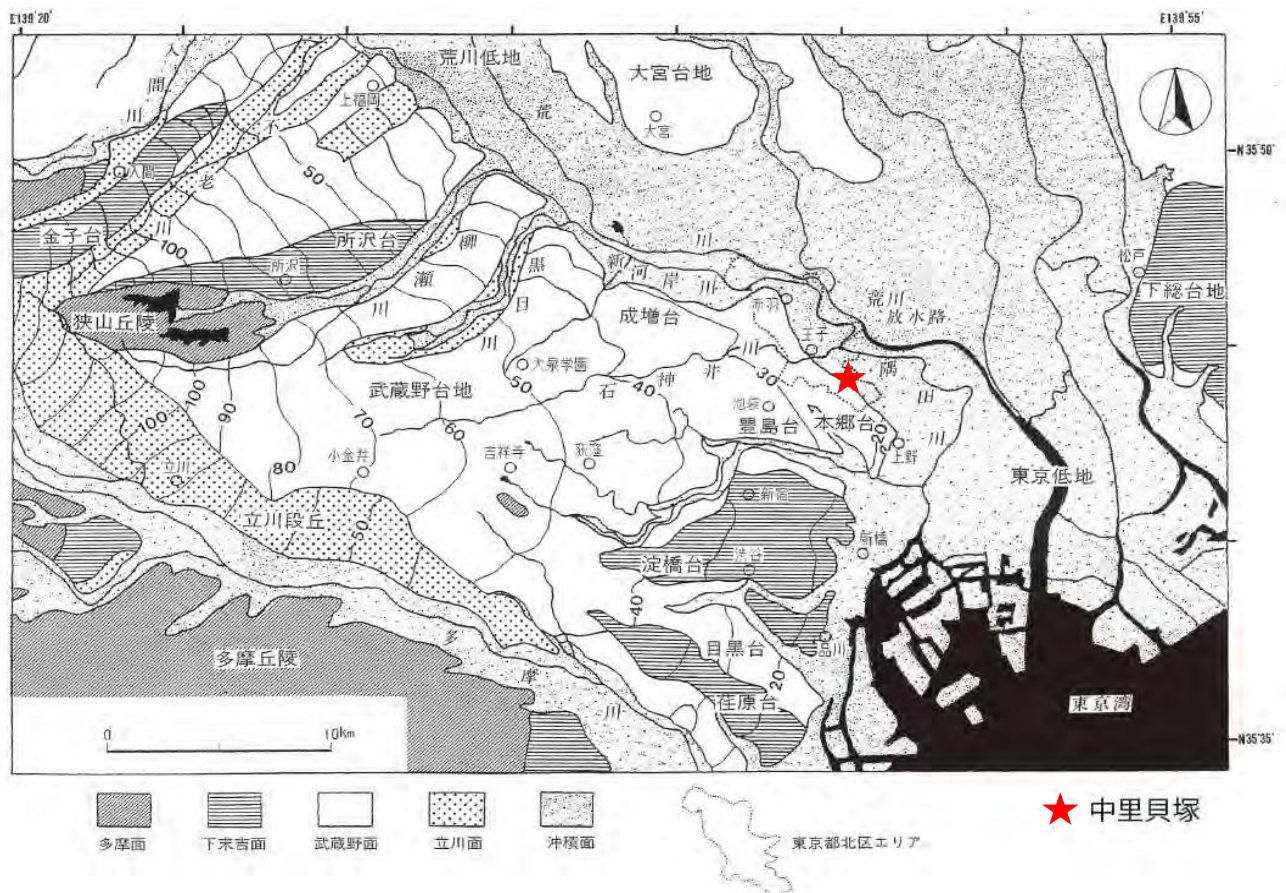 E139°20' E139°55'
荒川低地
大宮台地
入
間
川
上福岡
荒
大宮
不
老
川
N35°50'
50
入間
金子台
100
所沢台
所沢
柳
瀬
川
黒
目
川
新
河
岸
川
川
赤羽
荒川
放水路
松戸
下総台地
狭山丘陵
成増台
王子
隅
田
川
大泉学園
武蔵野台地
石
神
井
川
50
40
30
池袋
豊島台
本郷台
20
上野
100
100
90
70
60
80
小金井
吉祥寺
荻窪
東京低地
立川
新宿
立川段丘
50
淀橋台
渋谷
新橋
40
目黒台
品川
多摩丘陵
多
摩
川
20
荏原台
東京湾
N35°35'
0 10km
多摩面 下末吉面 武蔵野面 立川面 沖積面
東京都北区エリア
中里貝塚